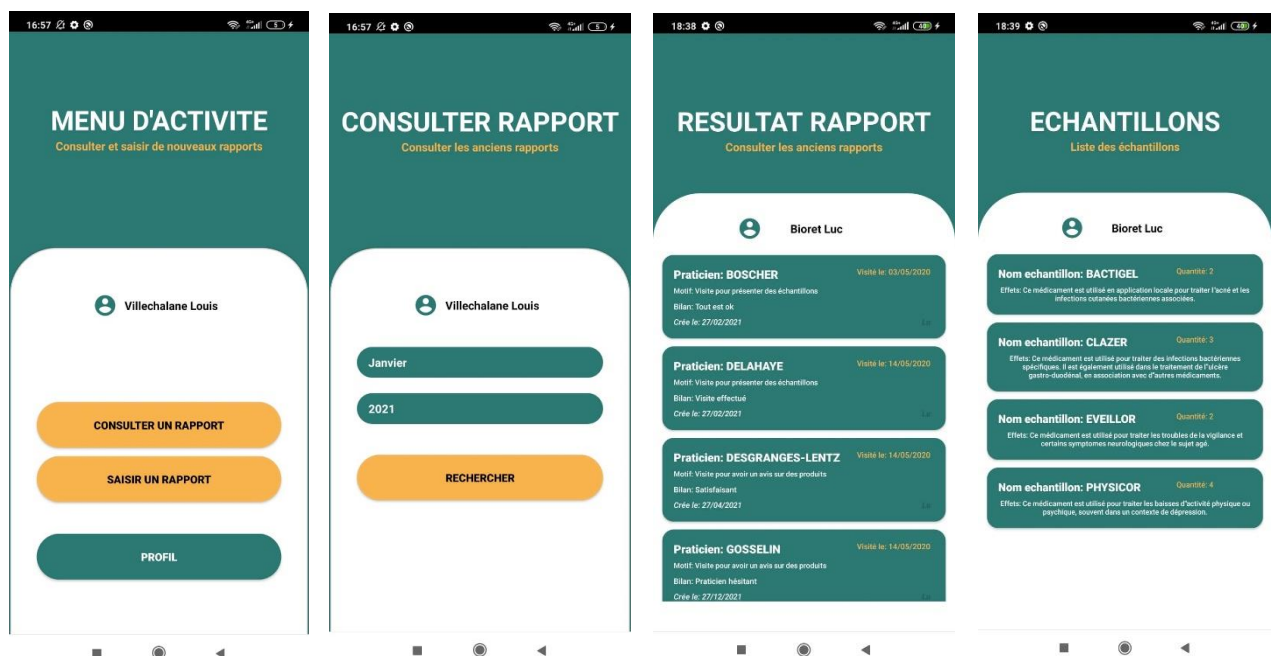 16:57
MENU D'ACTIVITE
Consulter et saisir de nouveaux rapports
Villechalane Louis
CONSULTER UN RAPPORT
SAISIR UN RAPPORT
PROFIL
16:57
CONSULTER RAPPORT
Consulter les anciens rapports
Villechalane Louis
Janvier
2021
RECHERCHER
18:38
RESULTAT RAPPORT
Consulter les anciens rapports
Bioret Luc
Praticien: BOSCHER
Visité le: 03/05/2020
Motif: Visite pour présenter des échantillons
Bilan: Tout est ok
Crée le: 27/02/2021
Lu
Praticien: DELAHAYE
Visité le: 14/05/2020
Motif: Visite pour présenter des échantillons
Bilan: Visite effectué
Crée le: 27/02/2021
Lu
Praticien: DESGRANGES-LENTZ
Visité le: 14/05/2020
Motif: Visite pour avoir un avis sur des produits
Bilan: Satisfaisant
Crée le: 27/04/2021
Lu
Praticien: GOSSELIN
Visité le: 14/05/2020
Motif: Visite pour avoir un avis sur des produits
Bilan: Praticien hésitant
Crée le: 27/12/2021
Lu
18:39
ECHANTILLONS
Liste des échantillons
Bioret Luc
Nom echantillon: BACTIGEL
Quantité: 2
Effets: Ce médicament est utilisé en application locale pour traiter l"acné et les
infections cutanées bactériennes associées.
Nom echantillon: CLAZER
Quantité: 3
Effets: Ce médicament est utilisé pour traiter des infections bactériennes
spécifiques. Il est également utilisé dans le traitement de l"ulcère
gastro-duodénal, en association avec d"autres médicaments.
Nom echantillon: EVEILLOR
Quantité: 2
Effets: Ce médicament est utilisé pour traiter les troubles de la vigilance et
certains symptomes neurologiques chez le sujet agé.
Nom echantillon: PHYSICOR
Quantité: 4
Effets: Ce médicament est utilisé pour traiter les baisses d"activité physique ou
psychique, souvent dans un contexte de dépression.